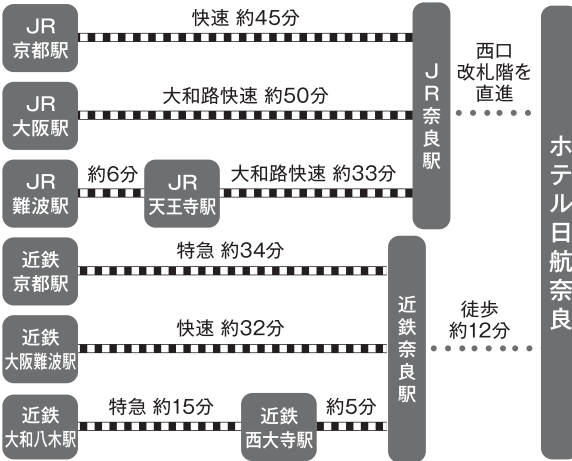 JR
京都駅
快速 約45分
JR
大阪駅
大和路快速 約50分
JR
難波駅
約6分
JR
天王寺駅
大和路快速 約33分
JR奈良駅
西口
改札階を
直進
近鉄
京都駅
特急 約34分
近鉄
大阪難波駅
快速 約32分
近鉄
大和八木駅
特急 約15分
近鉄
西大寺駅
約5分
近鉄奈良駅
徒歩
約12分
ホテル日航奈良